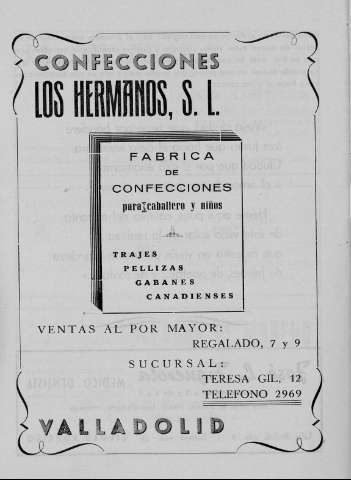 CONFECCIONES
LOS HERMANOS, S. L.
FABRICA
DE
CONFECCIONES
para caballero y niños
TRAJES
PELLIZAS
GABANES
CANADIENSES
VENTAS AL POR MAYOR:
REGALADO, 7 y 9
SUCURSAL:
TERESA GIL, 12
TELEFONO 2969
VALLADOLID